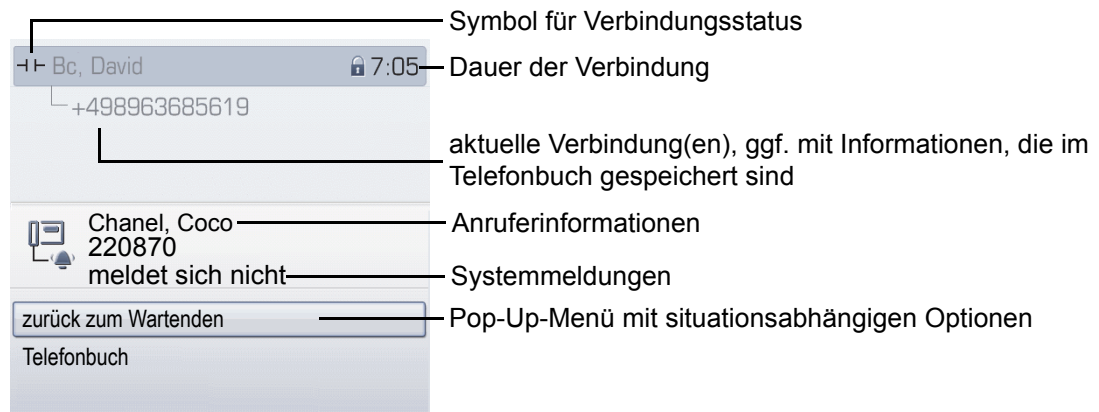 Symbol für Verbindungsstatus
Bc, David 7:05
Dauer der Verbindung
+498963685619
aktuelle Verbindung(en), ggf. mit Informationen, die im
Telefonbuch gespeichert sind
Chanel, Coco
Anruferinformationen
220870
meldet sich nicht
Systemmeldungen
zurück zum Wartenden
Pop-Up-Menü mit situationsabhängigen Optionen
Telefonbuch